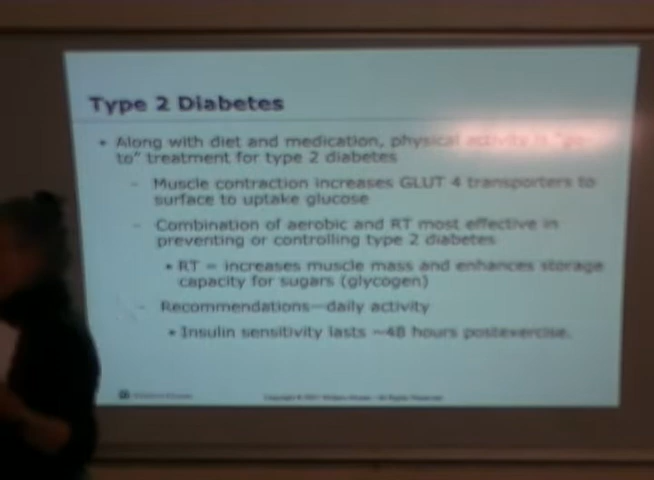 Type 2 Diabetes
• Along with diet and medication, physical activity is "go-
to" treatment for type 2 diabetes
– Muscle contraction increases GLUT 4 transporters to
surface to uptake glucose
– Combination of aerobic and RT most effective in
preventing or controlling type 2 diabetes
• RT = increases muscle mass and enhances storage
capacity for sugars (glycogen)
– Recommendations—daily activity
• Insulin sensitivity lasts ~48 hours postexercise.